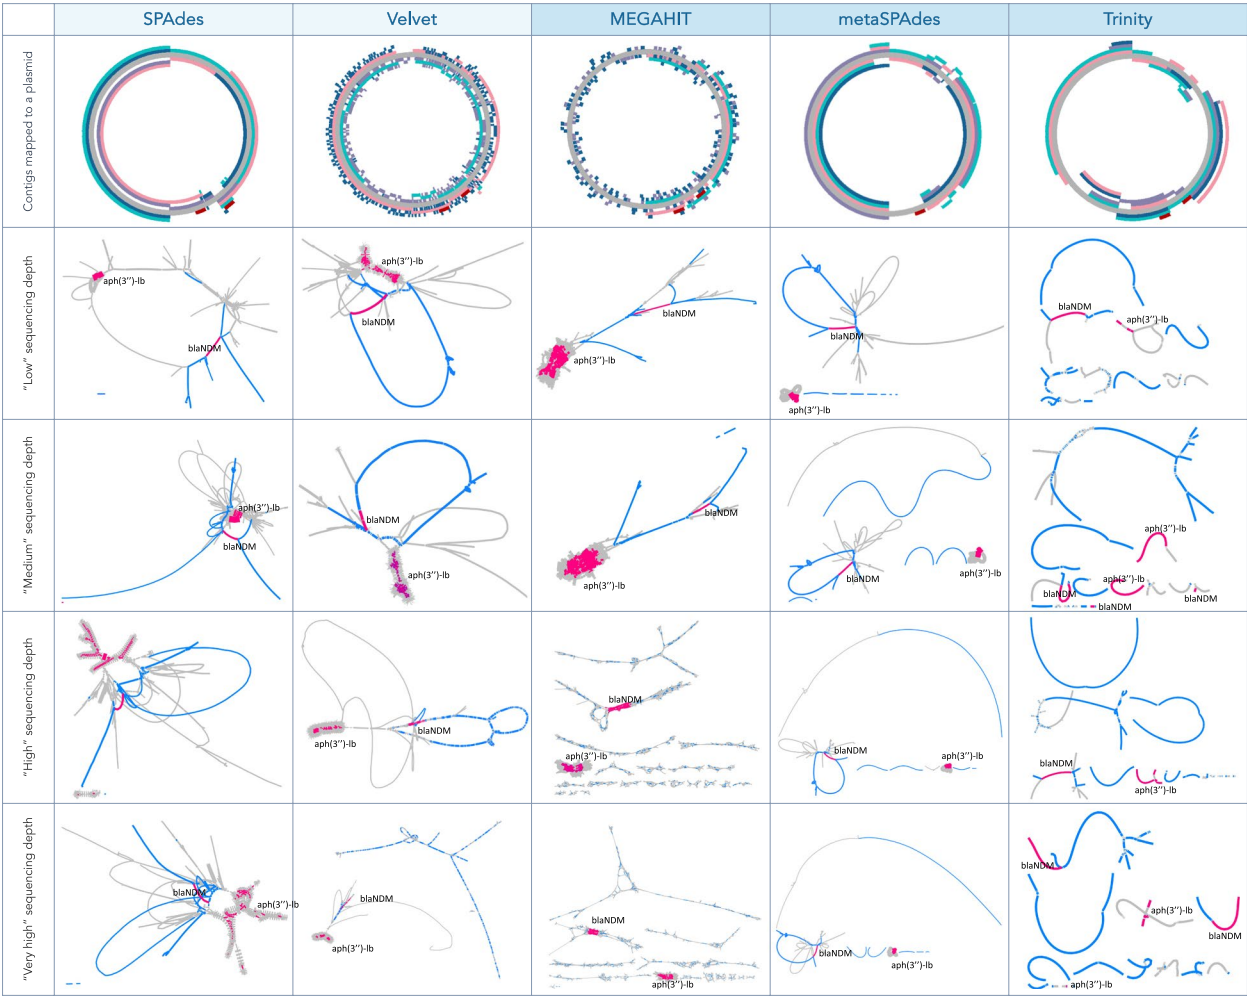 SPAdes
Velvet
MEGAHIT
metaSPAdes
Trinity
Contigs mapped to a plasmid
"Low" sequencing depth
aph(3'')-Ib
blaNDM
aph(3'')-Ib
blaNDM
blaNDM
aph(3'')-Ib
blaNDM
aph(3'')-Ib
blaNDM
aph(3'')-Ib
"Medium" sequencing depth
aph(3'')-Ib
blaNDM
blaNDM
aph(3'')-Ib
blaNDM
aph(3'')-Ib
blaNDM
aph(3'')-Ib
aph(3'')-Ib
aph(3'')-Ib
blaNDM
blaNDM
blaNDM
"High" sequencing depth
blaNDM
aph(3'')-Ib
blaNDM
aph(3'')-Ib
blaNDM
aph(3'')-Ib
blaNDM
aph(3'')-Ib
"Very high" sequencing depth
blaNDM
aph(3'')-Ib
blaNDM
aph(3'')-Ib
blaNDM
aph(3'')-Ib
blaNDM
aph(3'')-Ib
blaNDM
aph(3'')-Ib
blaNDM
aph(3'')-Ib